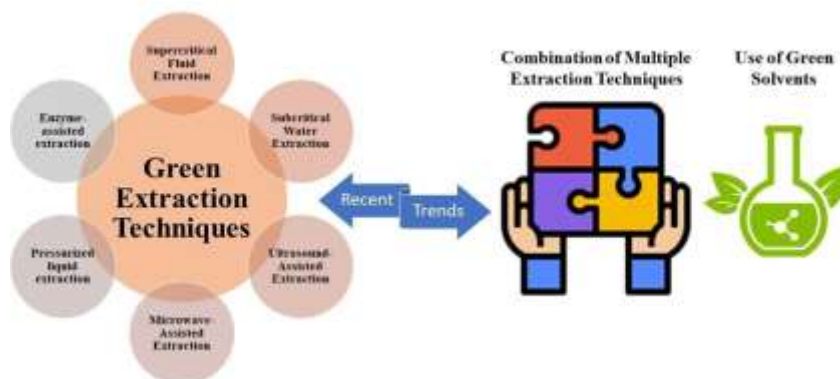 Supercritical
Fluid
Extraction
Enzyme-
assisted
extraction
Subcritical
Water
Extraction
Green
Extraction
Techniques
Pressurized
liquid
extraction
Ultrasound-
Assisted
Extraction
Microwave-
Assisted
Extraction
Recent
Trends
Combination of Multiple
Extraction Techniques
Use of Green
Solvents